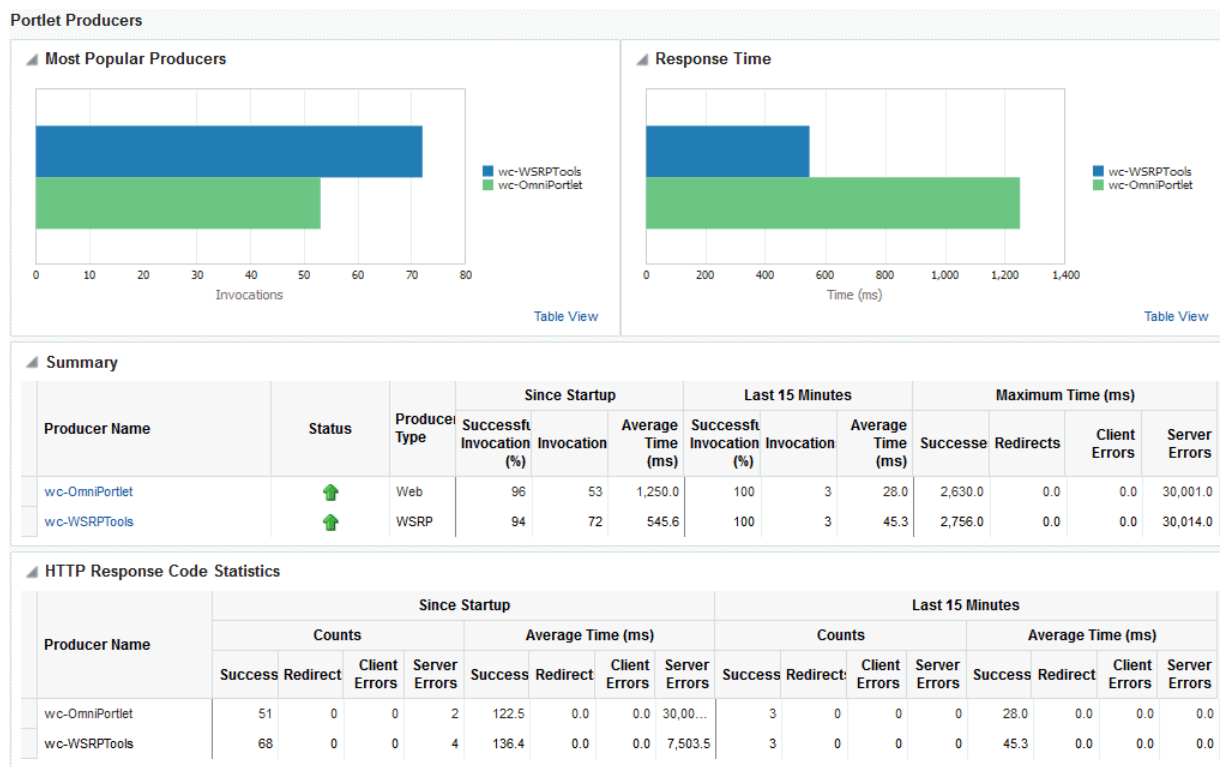 Portlet Producers
Most Popular Producers
wc-WSRPTools
wc-OmniPortlet
0 10 20 30 40 50 60 70 80
Invocations
Table View
Response Time
wc-WSRPTools
wc-OmniPortlet
0 200 400 600 800 1,000 1,200 1,400
Time (ms)
Table View
Summary
Since Startup Last 15 Minutes Maximum Time (ms)
Producer Name Status Producer Type Successfu Invocation (%) Invocation Average Time (ms) Successfu Invocation (%) Invocation Average Time (ms) Successe Redirects Client Errors Server Errors
wc-OmniPortlet Web 96 53 1,250.0 100 3 28.0 2,630.0 0.0 0.0 30,001.0
wc-WSRPTools WSRP 94 72 545.6 100 3 45.3 2,756.0 0.0 0.0 30,014.0
HTTP Response Code Statistics
Since Startup Last 15 Minutes
Producer Name Counts Average Time (ms) Counts Average Time (ms)
Success Redirect Client Errors Server Errors Success Redirect Client Errors Server Errors Success Redirect Client Errors Server Errors Success Redirect Client Errors Server Errors
wc-OmniPortlet 51 0 0 2 122.5 0.0 0.0 30,00... 3 0 0 0 28.0 0.0 0.0 0.0
wc-WSRPTools 68 0 0 4 136.4 0.0 0.0 7,503.5 3 0 0 0 45.3 0.0 0.0 0.0